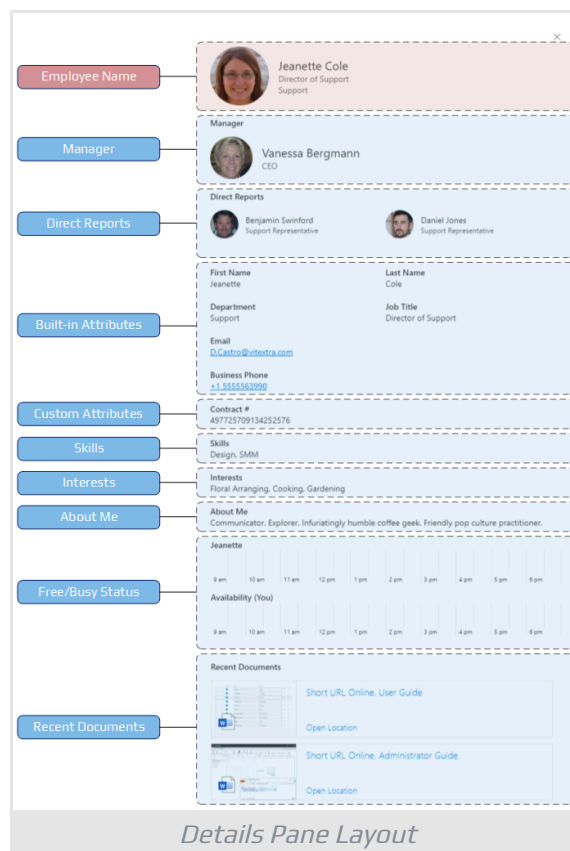 Employee Name
Jeanette Cole
Director of Support
Support
Manager
Manager
Vanessa Bergmann
CEO
Direct Reports
Direct Reports
Benjamin Swinford
Support Representative
Daniel Jones
Support Representative
Built-in Attributes
First Name
Jeanette
Last Name
Cole
Department
Support
Job Title
Director of Support
Email
D.Castro@vitextra.com
Business Phone
+1 5555563990
Custom Attributes
Contract #
497725709134252576
Skills
Skills
Design, SMM
Interests
Interests
Floral Arranging, Cooking, Gardening
About Me
About Me
Communicator. Explorer. Infuriatingly humble coffee geek. Friendly pop culture practitioner.
Free/Busy Status
Jeanette
9 am 10 am 11 am 12 pm 1 pm 2 pm 3 pm 4 pm 5 pm 6 pm
Availability (You)
9 am 10 am 11 am 12 pm 1 pm 2 pm 3 pm 4 pm 5 pm 6 pm
Recent Documents
Recent Documents
Short URL Online. User Guide
Open Location
Short URL Online. Administrator Guide
Open Location
Details Pane Layout